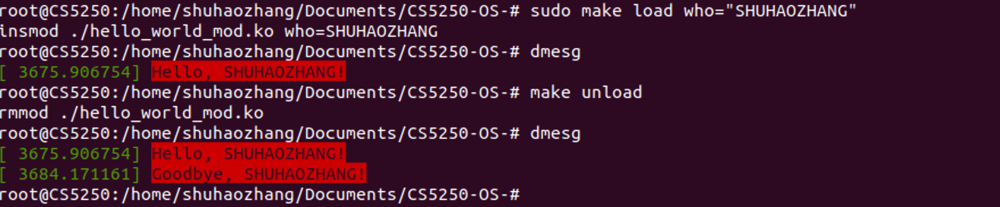 root@CS5250:/home/shuhaozhang/Documents/CS5250-OS-# sudo make load who="SHUHAOZHANG"
insmod ./hello_world_mod.ko who=SHUHAOZHANG
root@CS5250:/home/shuhaozhang/Documents/CS5250-OS-# dmesg
[ 3675.906754] Hello, SHUHAOZHANG!
root@CS5250:/home/shuhaozhang/Documents/CS5250-OS-# make unload
rmmod ./hello_world_mod.ko
root@CS5250:/home/shuhaozhang/Documents/CS5250-OS-# dmesg
[ 3675.906754] Hello, SHUHAOZHANG!
[ 3684.171161] Goodbye, SHUHAOZHANG!
root@CS5250:/home/shuhaozhang/Documents/CS5250-OS-#